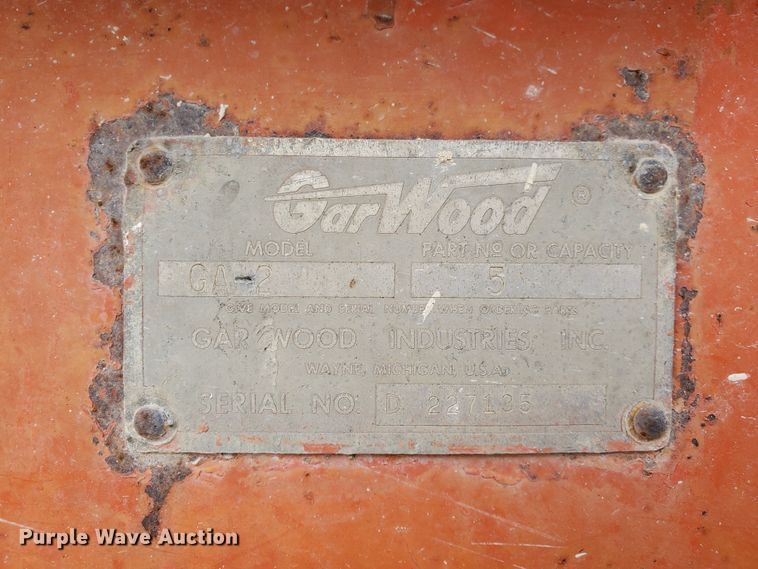 GarWood ®
MODEL PART No OR CAPACITY
GA-2 5
GIVE MODEL AND SERIAL NUMBER WHEN ORDERING PARTS
GAR WOOD INDUSTRIES, INC.
WAYNE, MICHIGAN, U.S.A.
SERIAL NO. D 227195
Purple Wave Auction